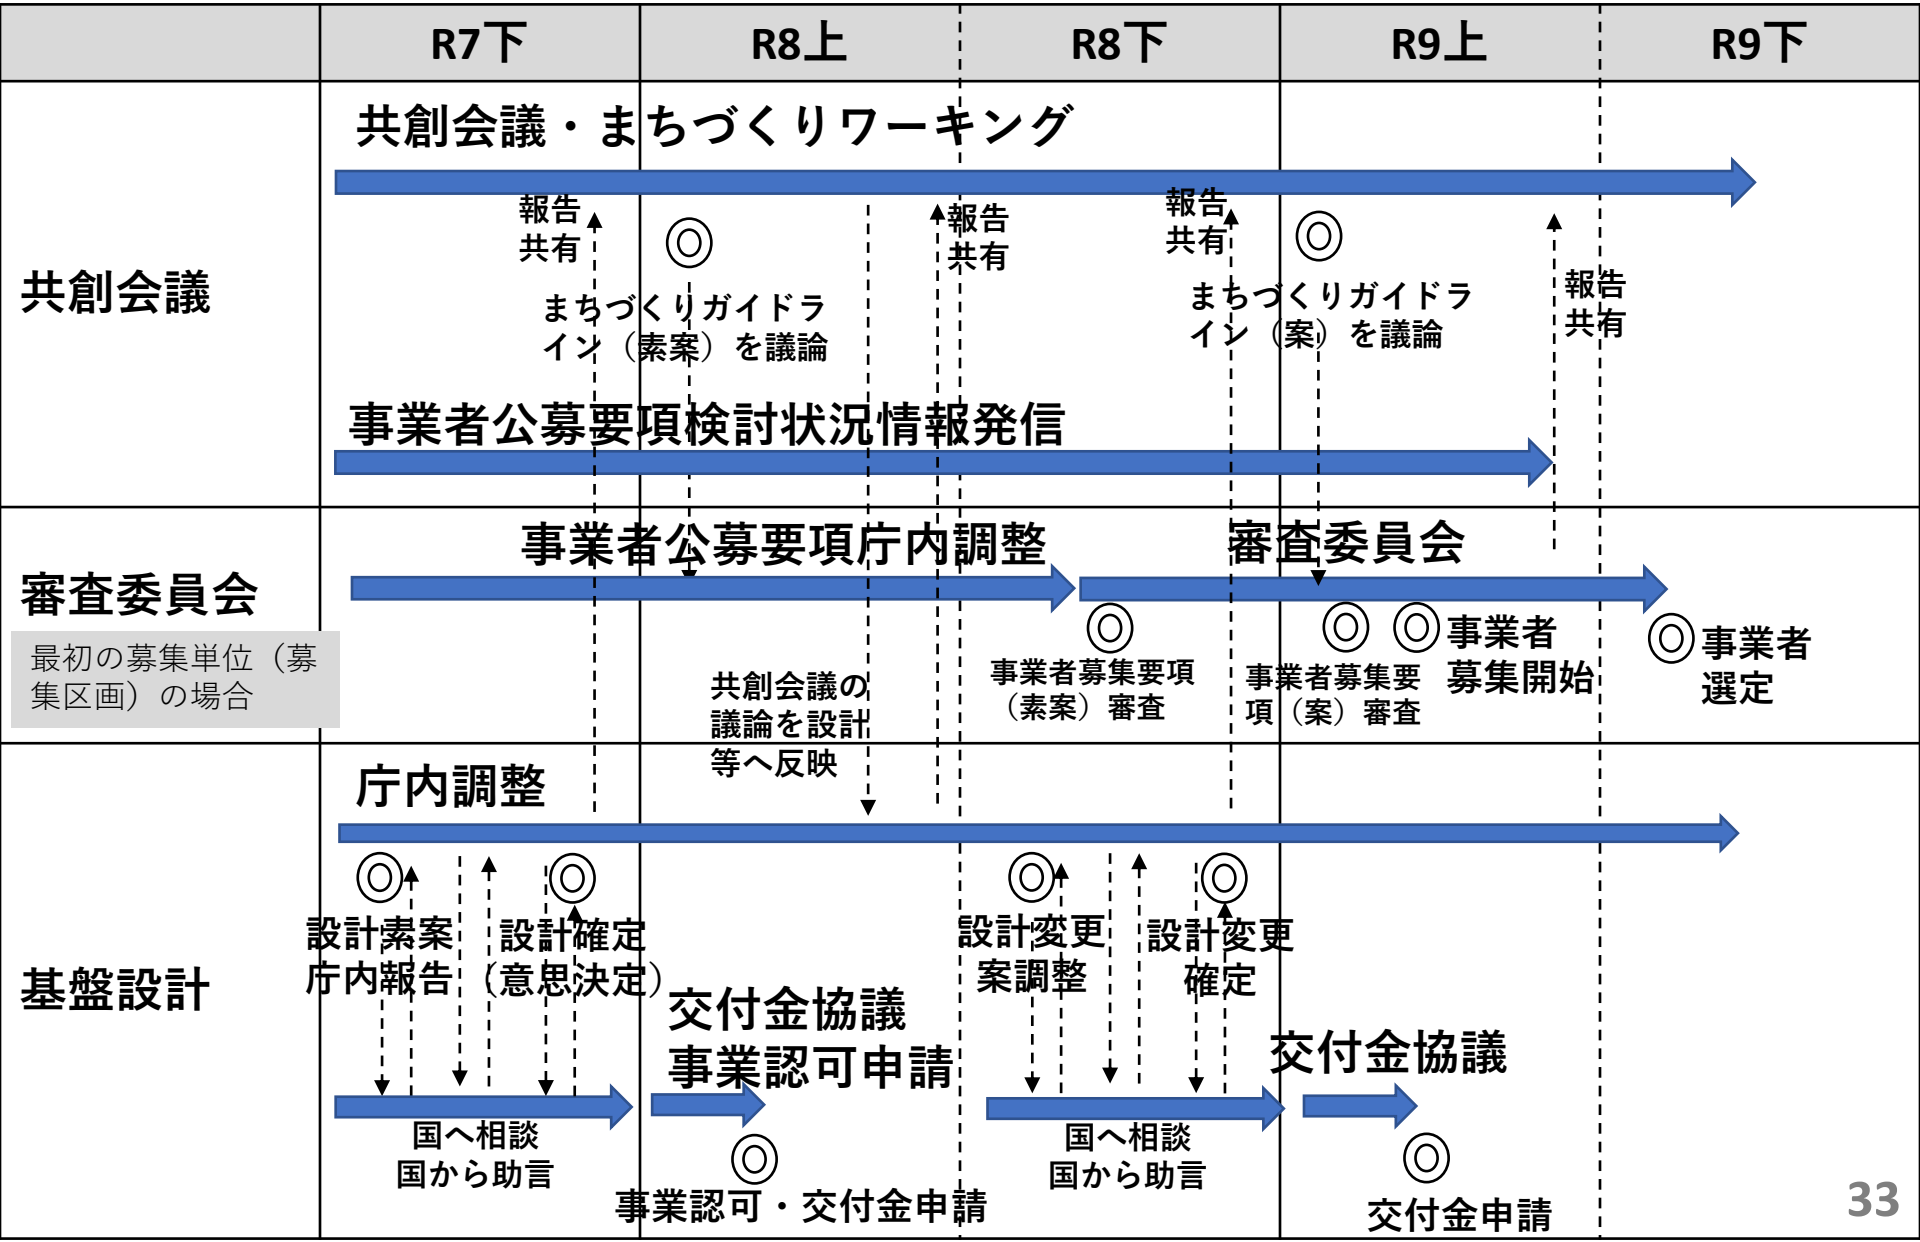 R7下
R8上
R8下
R9上
R9下
共創会議・まちづくりワーキング
報告
共有
報告
共有
報告
共有
報告
共有
共創会議
まちづくりガイドラ
イン（素案）を議論
まちづくりガイドラ
イン（案）を議論
事業者公募要項検討状況情報発信
事業者公募要項庁内調整
審査委員会
審査委員会
最初の募集単位（募
集区画）の場合
共創会議の
議論を設計
等へ反映
事業者募集要項
（素案）審査
事業者募集要
項（案）審査
事業者
募集開始
事業者
選定
庁内調整
基盤設計
設計素案
庁内報告
設計確定
（意思決定）
設計変更
案調整
設計変更
確定
交付金協議
事業認可申請
交付金協議
国へ相談
国から助言
国へ相談
国から助言
事業認可・交付金申請
交付金申請
33